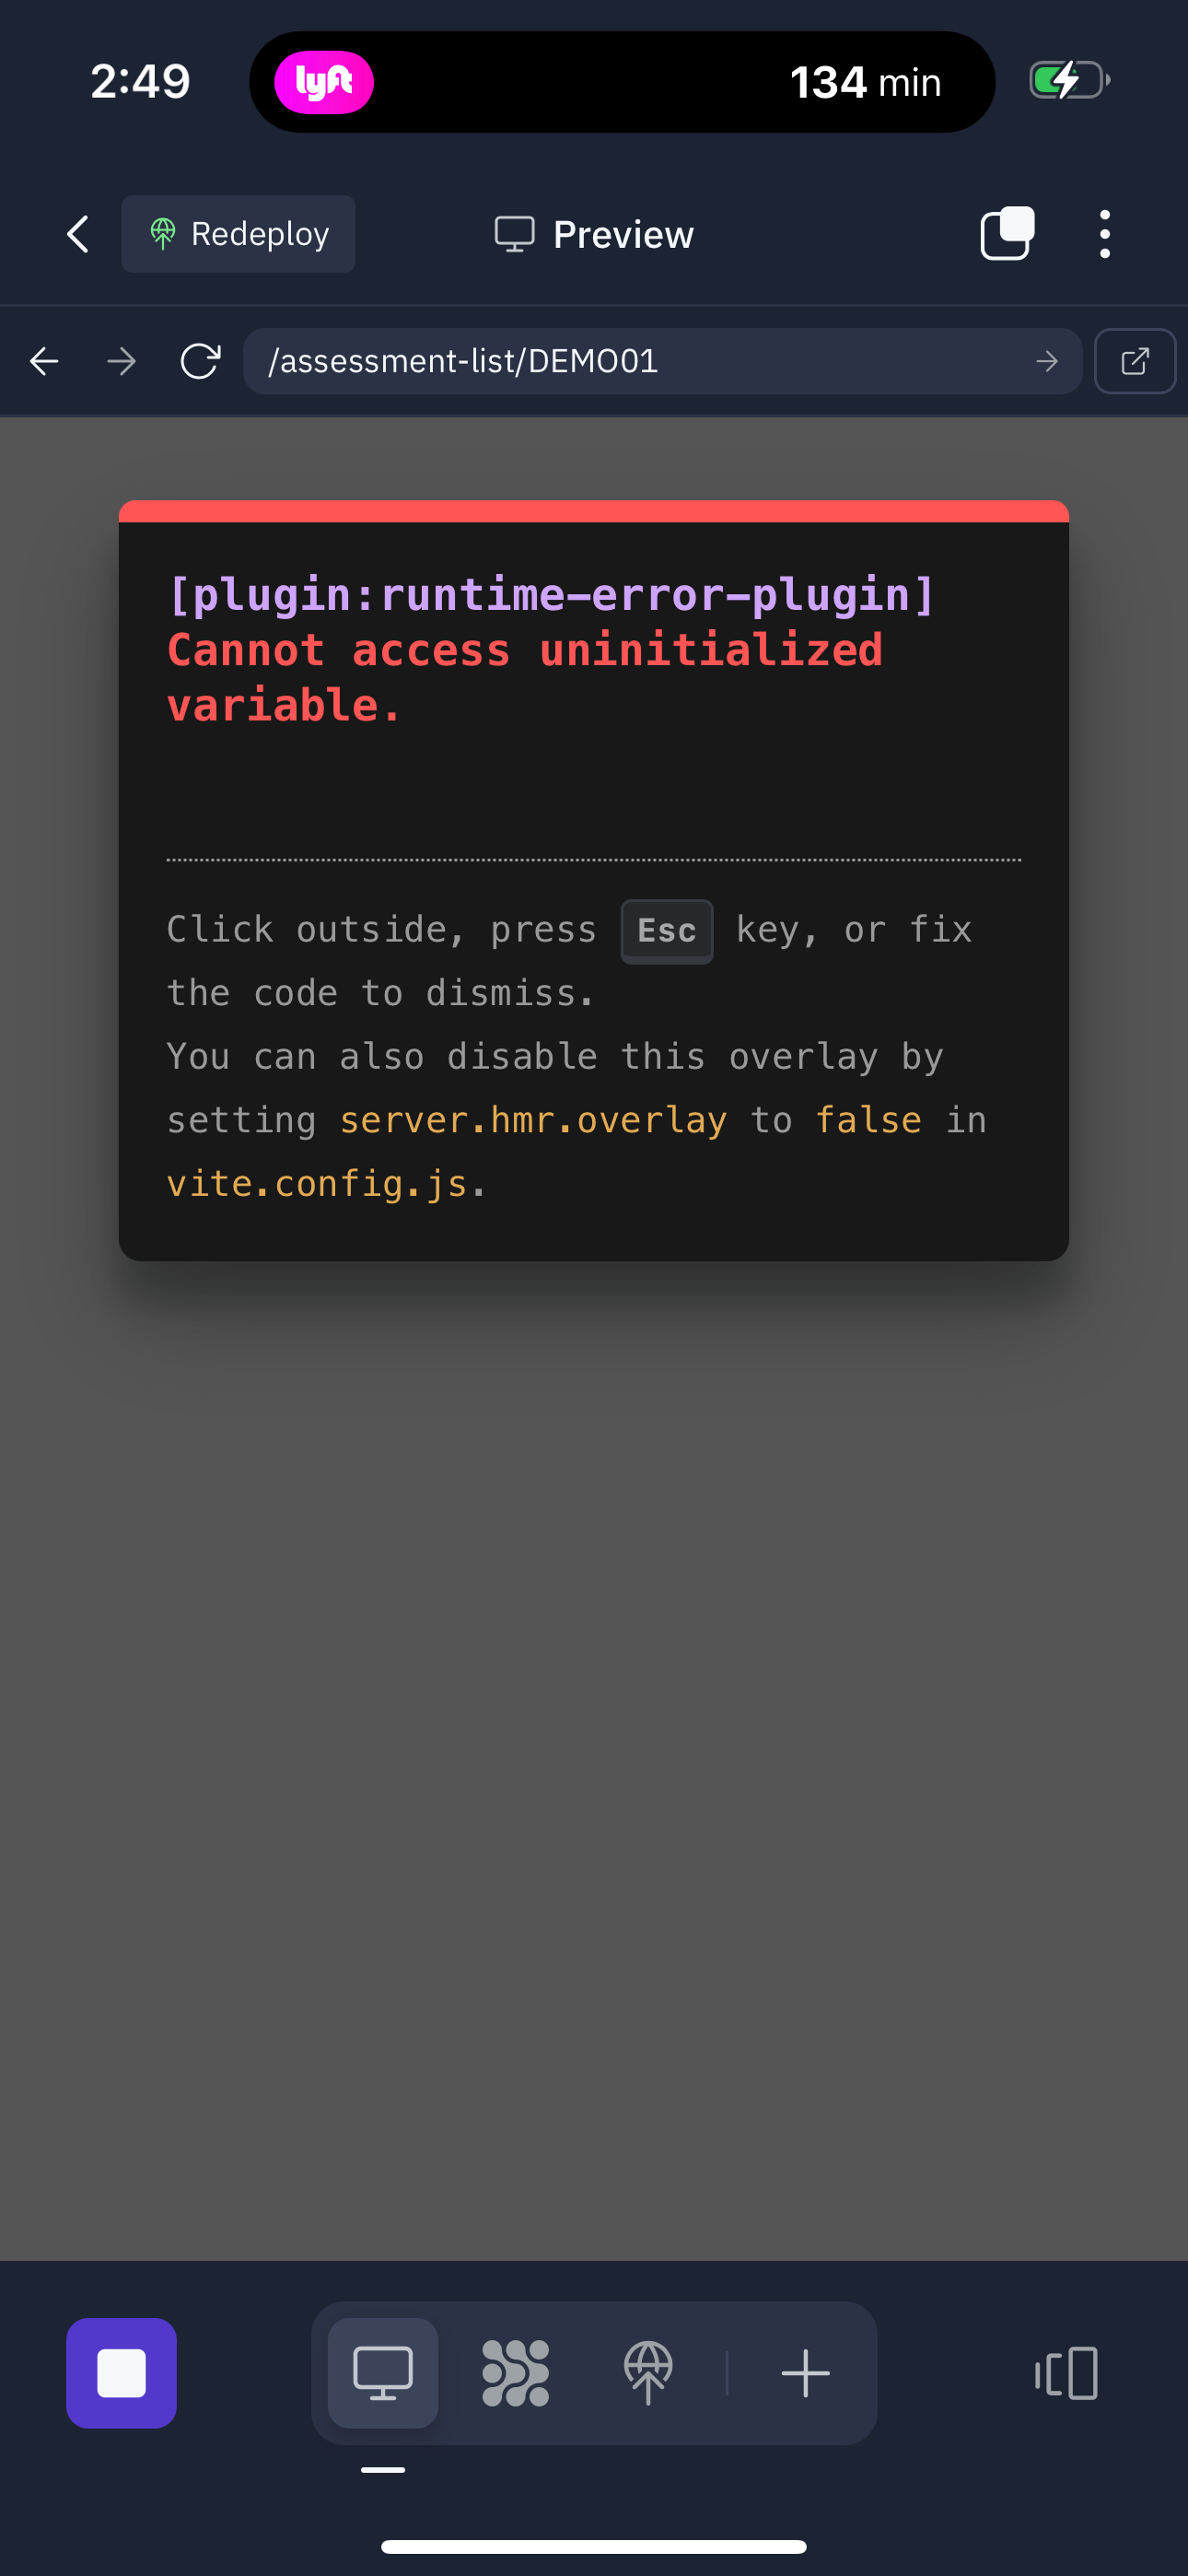 2:49
lyft
134 min
Redeploy
Preview
/assessment-list/DEMO01
[plugin:runtime-error-plugin]
Cannot access uninitialized
variable.
Click outside, press Esc key, or fix
the code to dismiss.
You can also disable this overlay by
setting server.hmr.overlay to false in
vite.config.js.